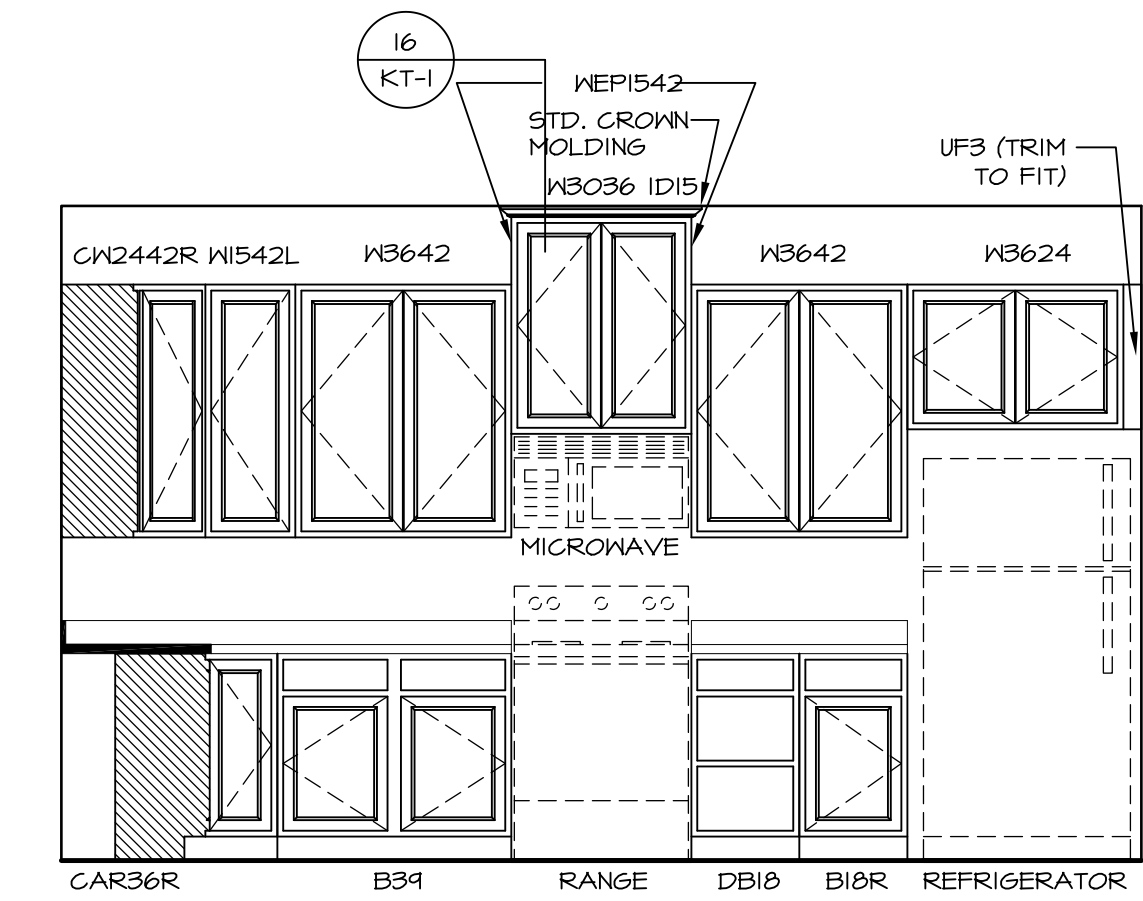 16
KT-1
WEP1542
STD. CROWN
MOLDING
W3036 1D15
UF3 (TRIM
TO FIT)
CW2442R W1542L W3642 W3642 W3624
MICROWAVE
CAR36R B39 RANGE DB18 B18R REFRIGERATOR